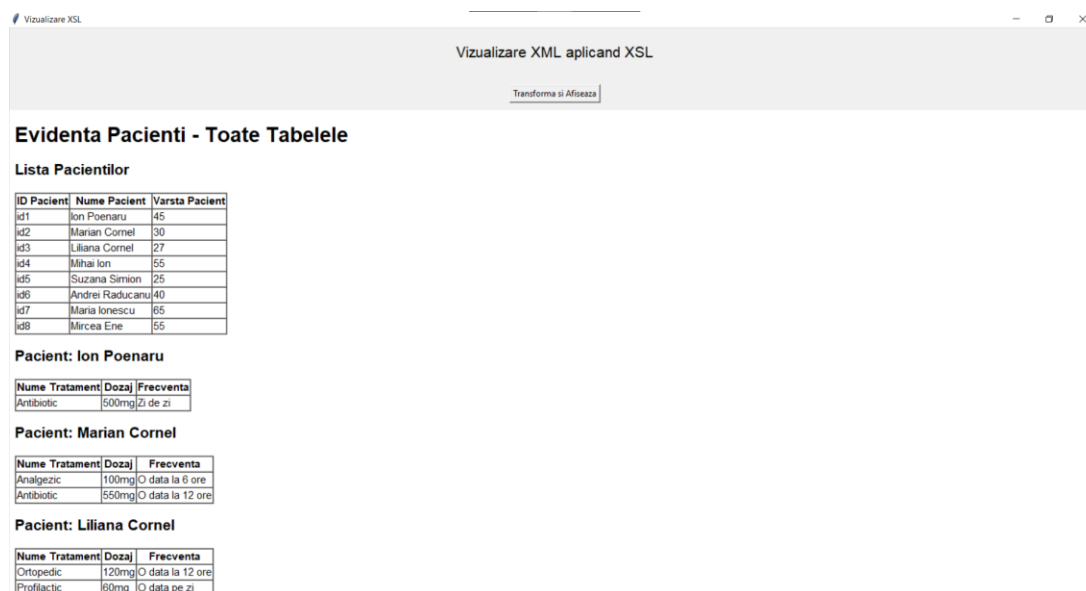 Vizualizare XSL
Vizualizare XML aplicand XSL
Transforma si Afiseaza
Evidenta Pacienti - Toate Tabelele
Lista Pacientilor
ID Pacient Nume Pacient Varsta Pacient
id1 Ion Poenaru 45
id2 Marian Cornel 30
id3 Liliana Cornel 27
id4 Mihai Ion 55
id5 Suzana Simion 25
id6 Andrei Raducanu 40
id7 Maria Ionescu 65
id8 Mircea Ene 55
Pacient: Ion Poenaru
Nume Tratament Dozaj Frecventa
Antibiotic 500mg Zi de zi
Pacient: Marian Cornel
Nume Tratament Dozaj Frecventa
Analgezic 100mg O data la 6 ore
Antibiotic 550mg O data la 12 ore
Pacient: Liliana Cornel
Nume Tratament Dozaj Frecventa
Ortopedic 120mg O data la 12 ore
Profilactic 60mg O data pe zi